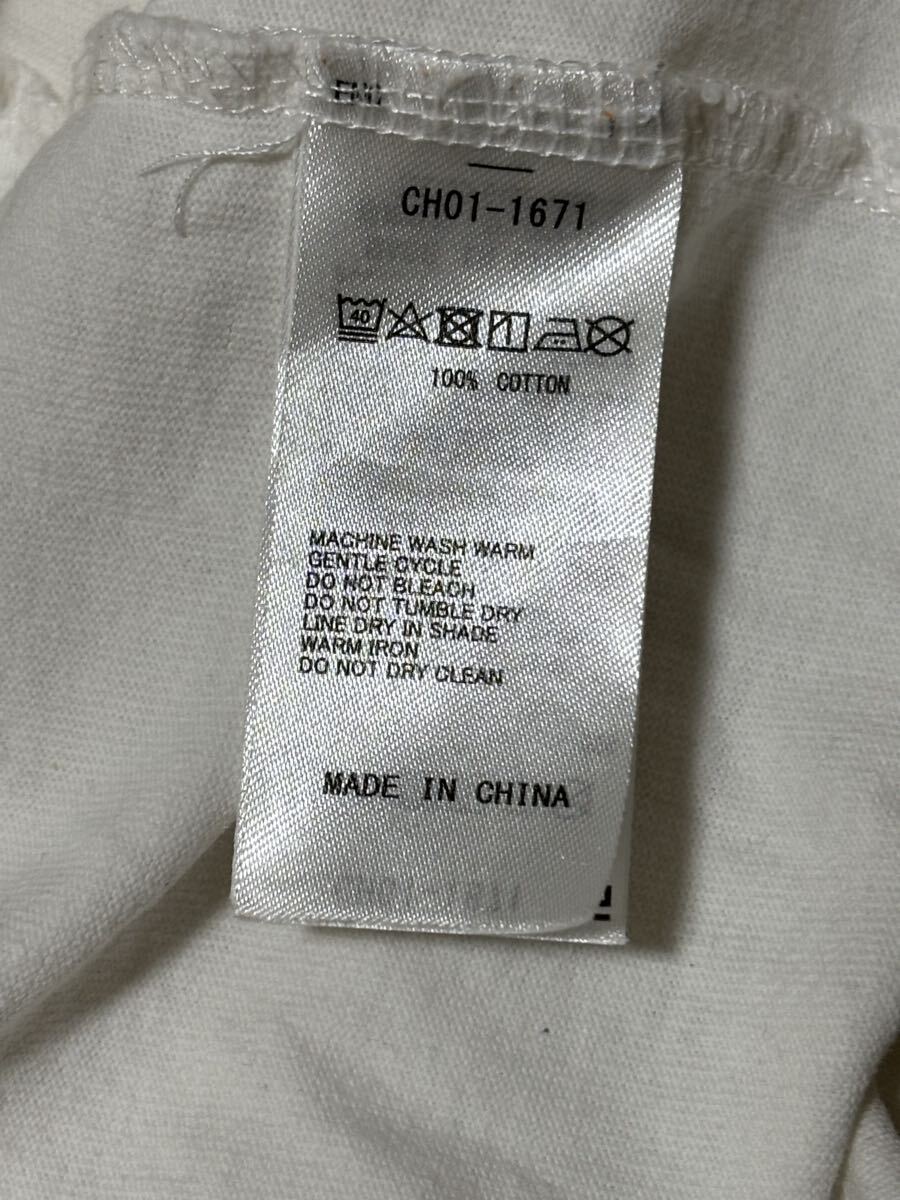 CH01-1671
40
100% COTTON
MACHINE WASH WARM
GENTLE CYCLE
DO NOT BLEACH
DO NOT TUMBLE DRY
LINE DRY IN SHADE
WARM IRON
DO NOT DRY CLEAN
MADE IN CHINA